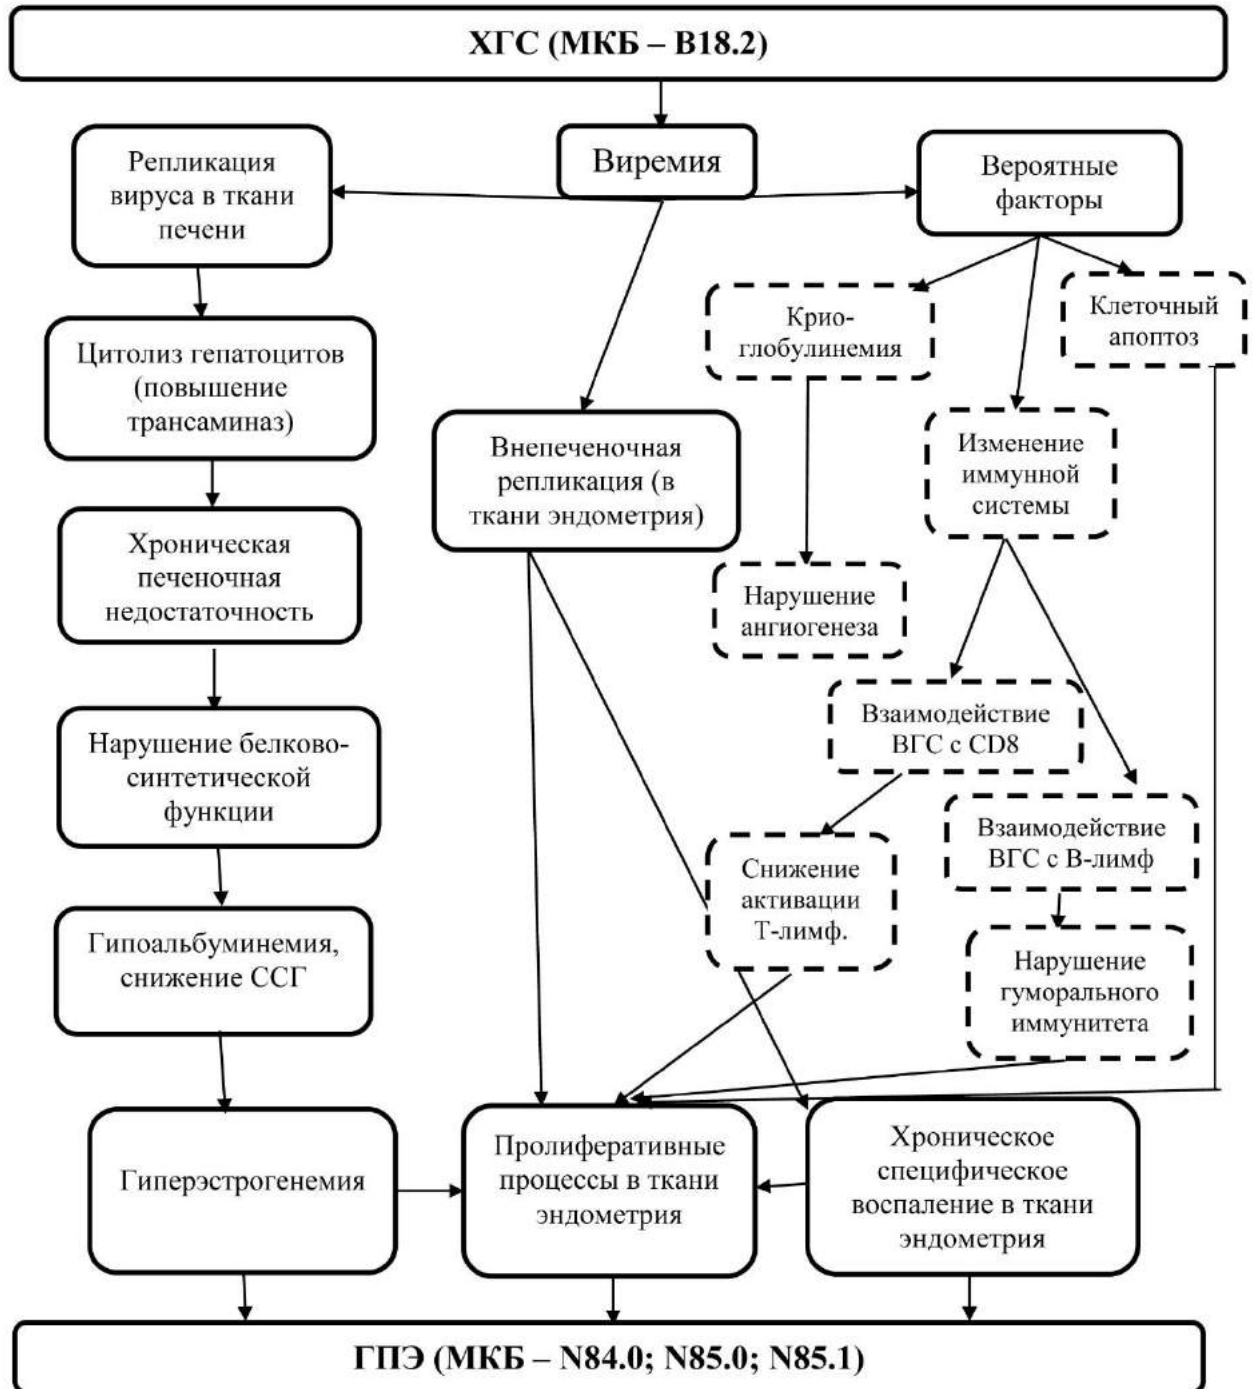 ХГС (МКБ – B18.2)
Репликация
вируса в ткани
печени
Виремия
Вероятные
факторы
Крио-
глобулинемия
Клеточный
апоптоз
Цитолиз гепатоцитов
(повышение
трансаминаз)
Внепеченочная
репликация (в
ткани эндометрия)
Изменение
иммунной
системы
Хроническая
печеночная
недостаточность
Нарушение
ангиогенеза
Взаимодействие
ВГС с CD8
Нарушение белково-
синтетической
функции
Взаимодействие
ВГС с В-лимф
Снижение
активации
Т-лимф.
Гипоальбуминемия,
снижение ССГ
Нарушение
гуморального
иммунитета
Гиперэстрогенемия
Пролиферативные
процессы в ткани
эндометрия
Хроническое
специфическое
воспаление в ткани
эндометрия
ГПЭ (МКБ – N84.0; N85.0; N85.1)